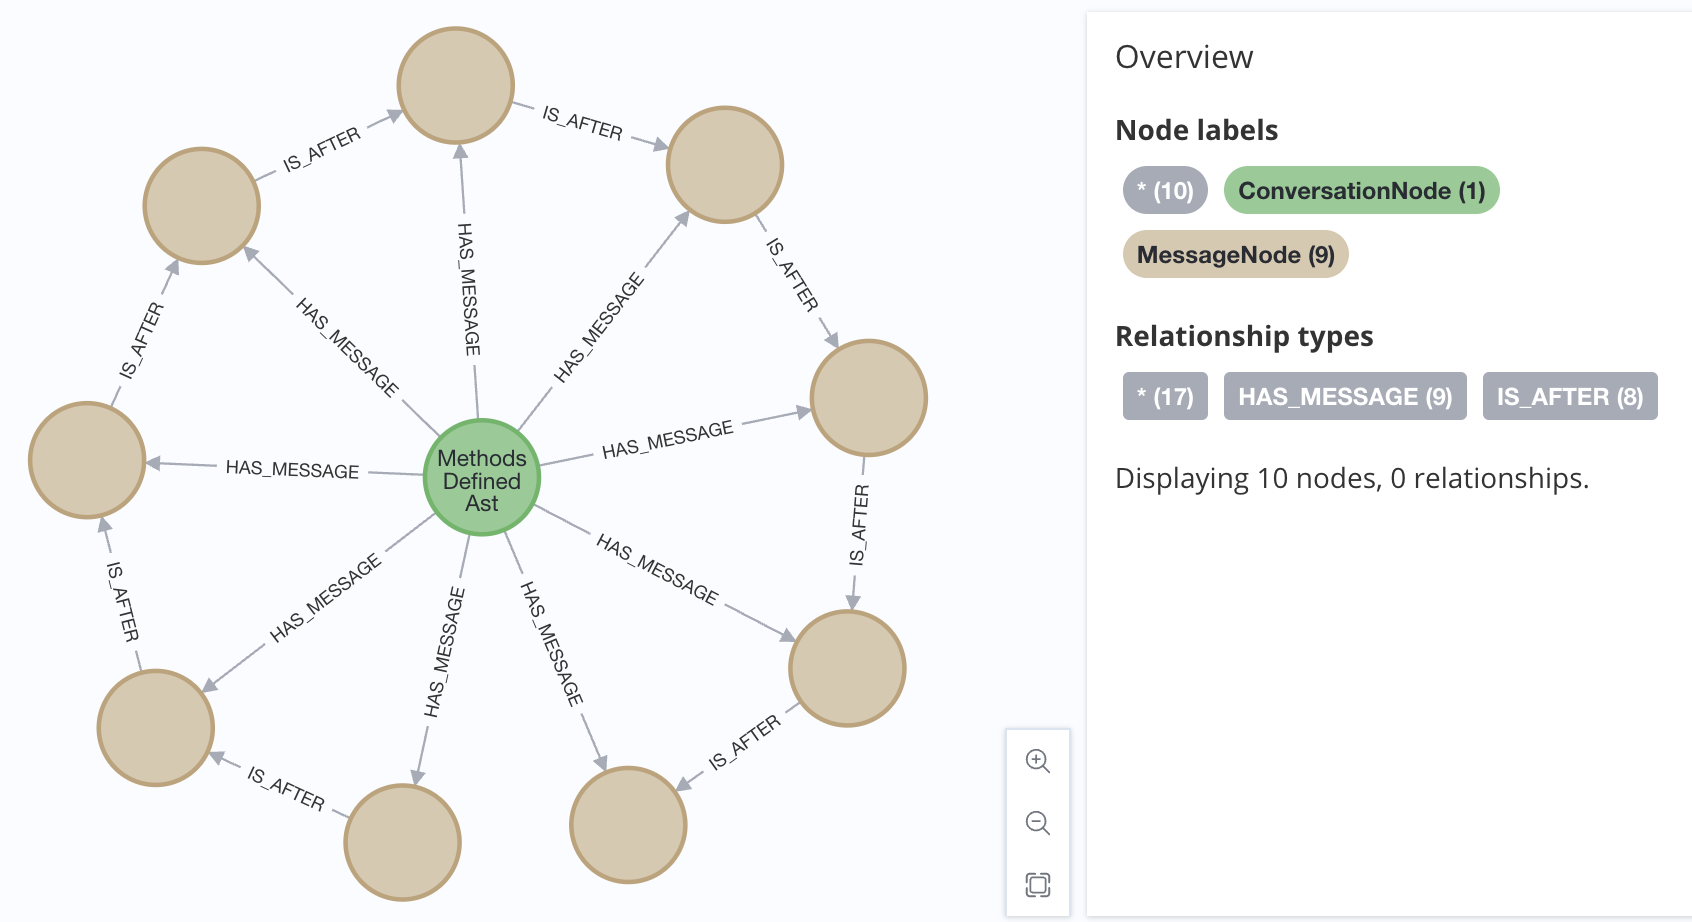 IS_AFTER
IS_AFTER
IS_AFTER
IS_AFTER
IS_AFTER
IS_AFTER
IS_AFTER
IS_AFTER
HAS_MESSAGE
HAS_MESSAGE
HAS_MESSAGE
HAS_MESSAGE
HAS_MESSAGE
HAS_MESSAGE
HAS_MESSAGE
HAS_MESSAGE
HAS_MESSAGE
Methods
Defined
Ast
Overview
Node labels
* (10) ConversationNode (1)
MessageNode (9)
Relationship types
* (17) HAS_MESSAGE (9) IS_AFTER (8)
Displaying 10 nodes, 0 relationships.